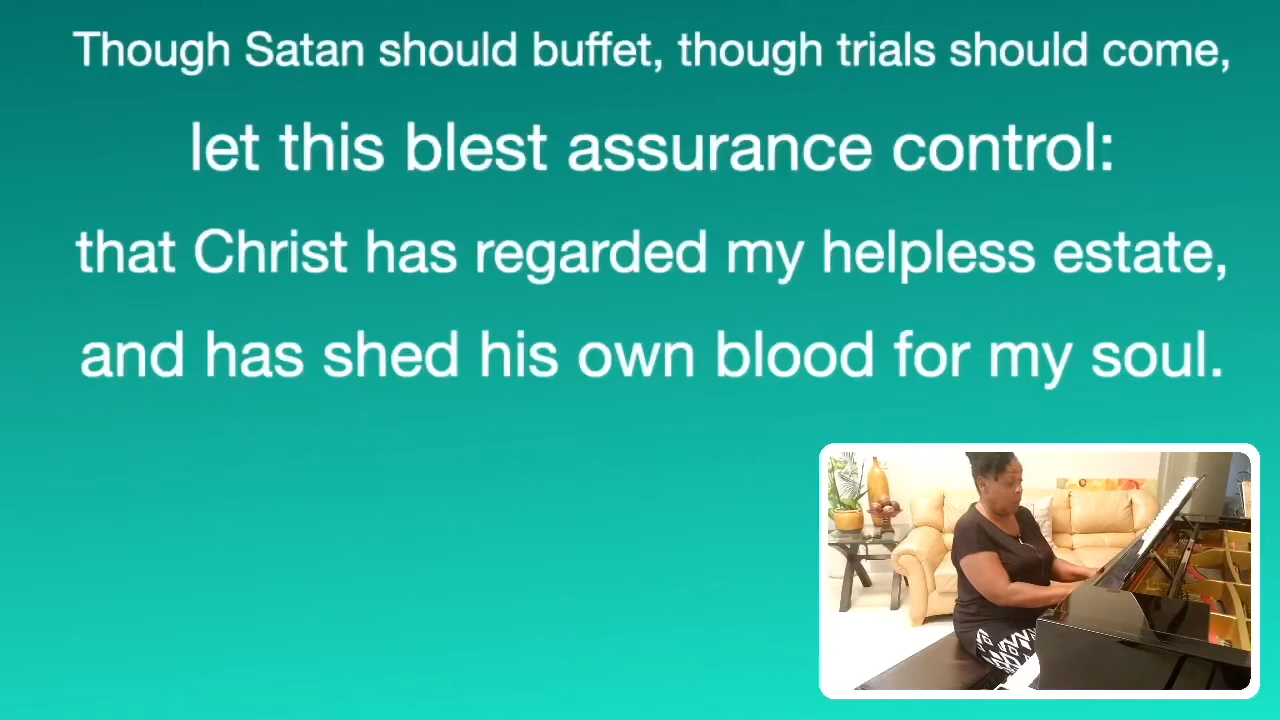 Though Satan should buffet, though trials should come,
let this blest assurance control:
that Christ has regarded my helpless estate,
and has shed his own blood for my soul.